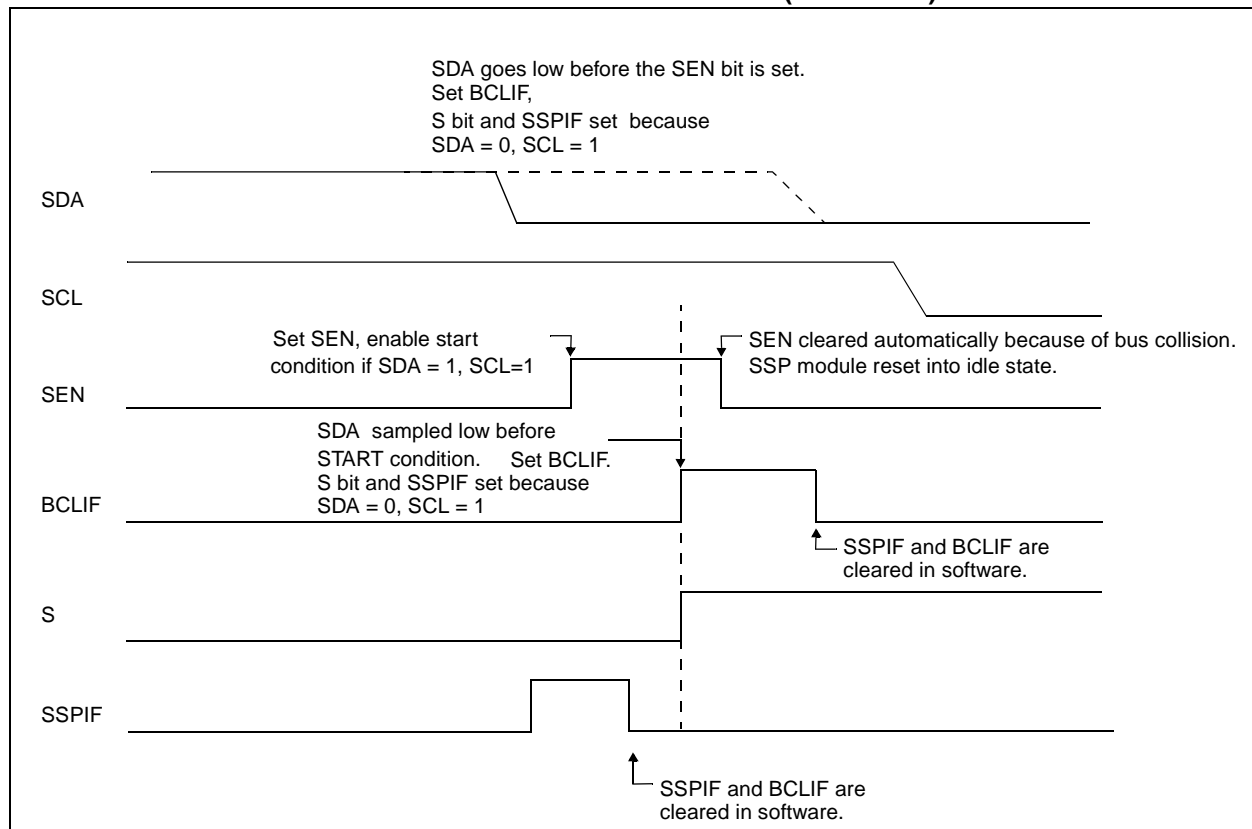 SDA goes low before the SEN bit is set.
Set BCLIF,
S bit and SSPIF set because
SDA = 0, SCL = 1
SDA
SCL
Set SEN, enable start
condition if SDA = 1, SCL=1
SEN cleared automatically because of bus collision.
SSP module reset into idle state.
SEN
SDA sampled low before
START condition. Set BCLIF.
S bit and SSPIF set because
SDA = 0, SCL = 1
BCLIF
SSPIF and BCLIF are
cleared in software.
S
SSPIF
SSPIF and BCLIF are
cleared in software.